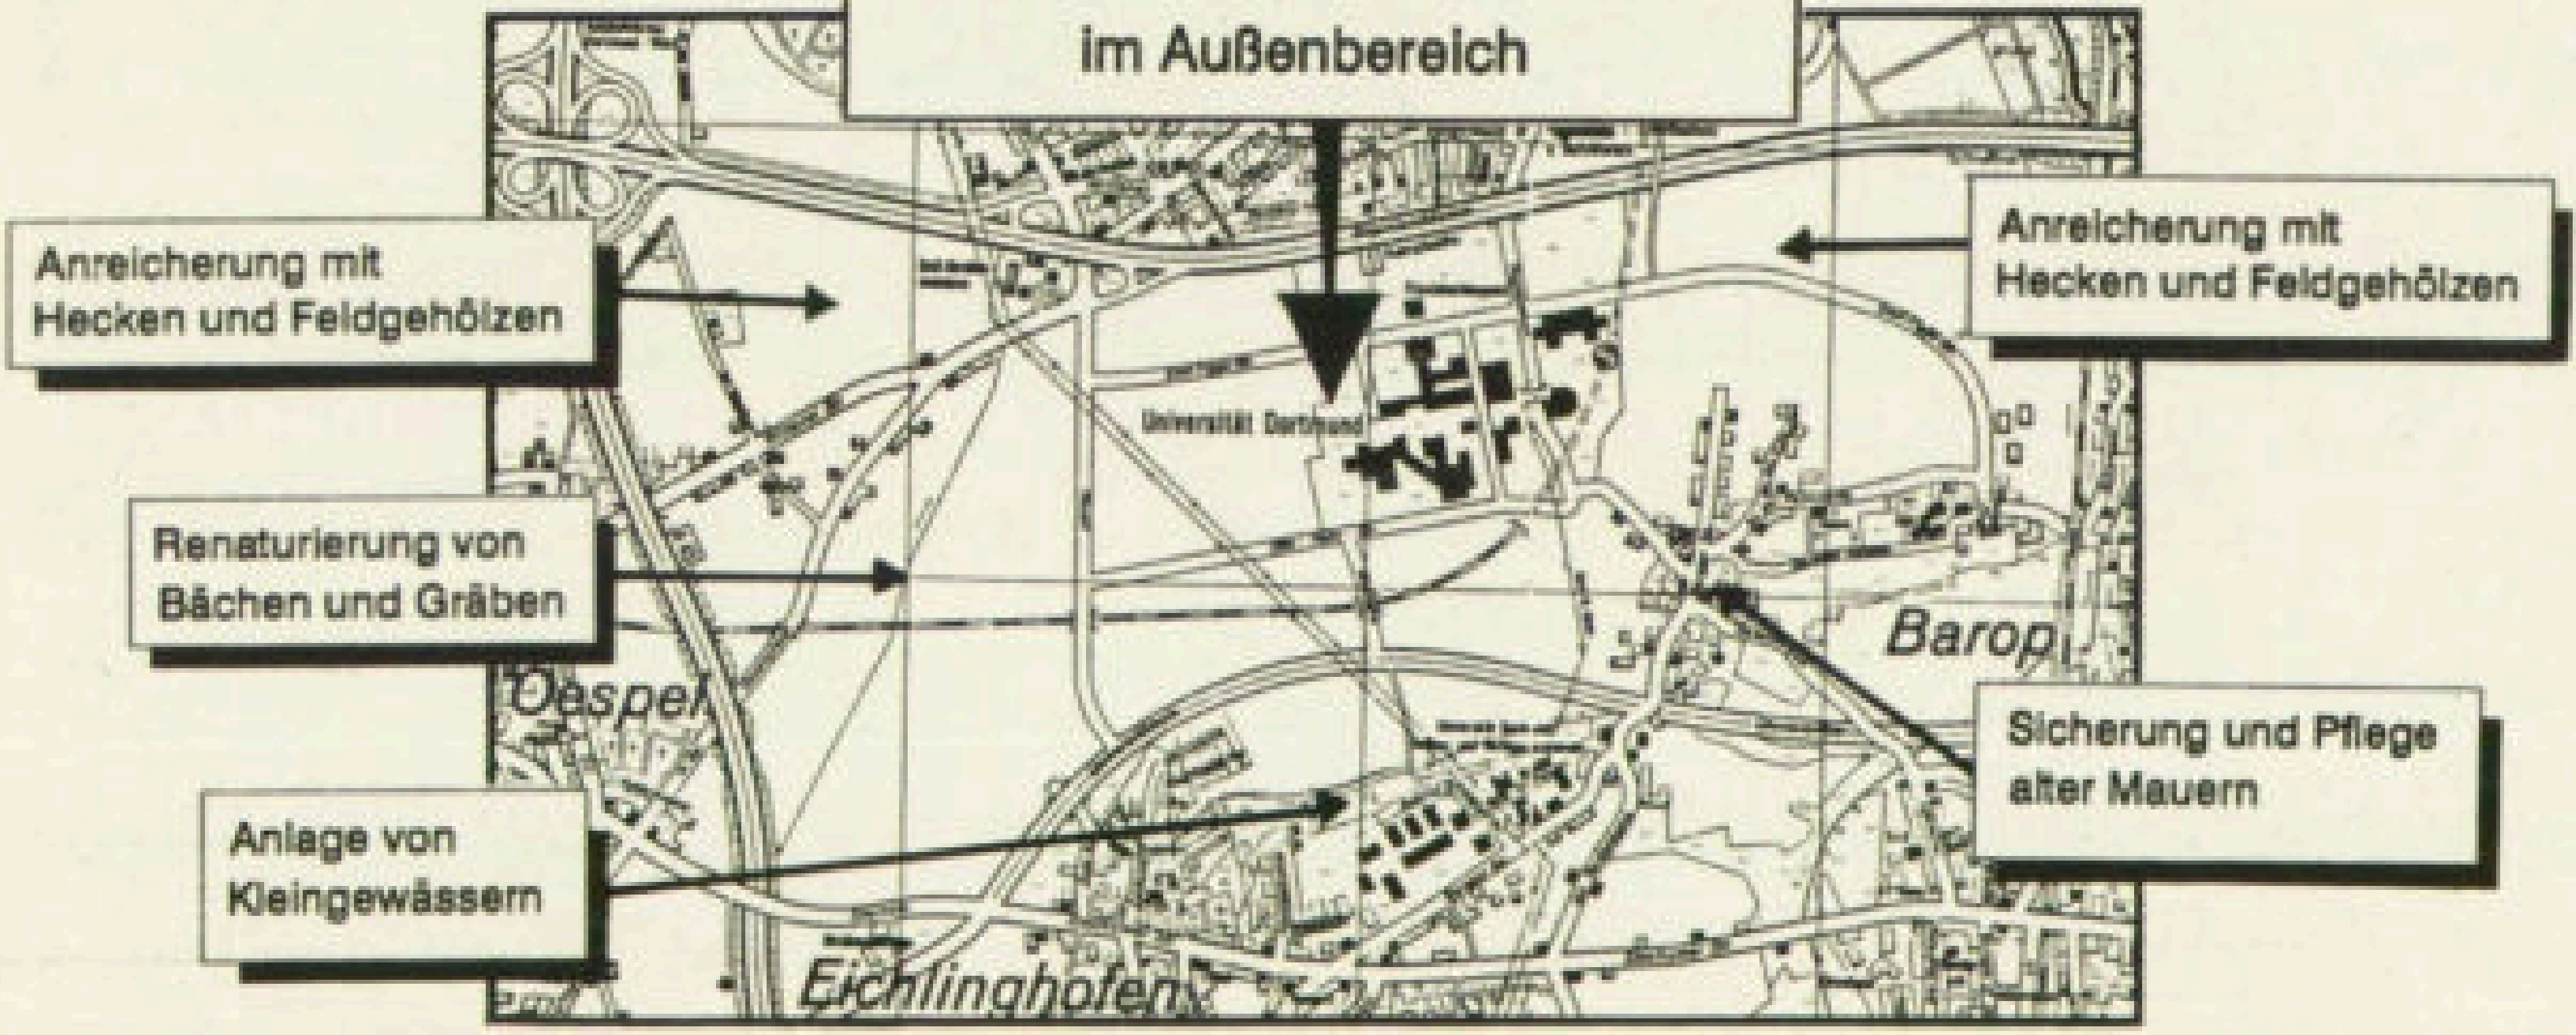 im Außenbereich
Anreicherung mit
Hecken und Feldgehölzen
Anreicherung mit
Hecken und Feldgehölzen
Universität Dortmund
Renaturierung von
Bächen und Gräben
Barop
Oespel
Sicherung und Pflege
alter Mauern
Anlage von
Kleingewässern
Eichlinghofen